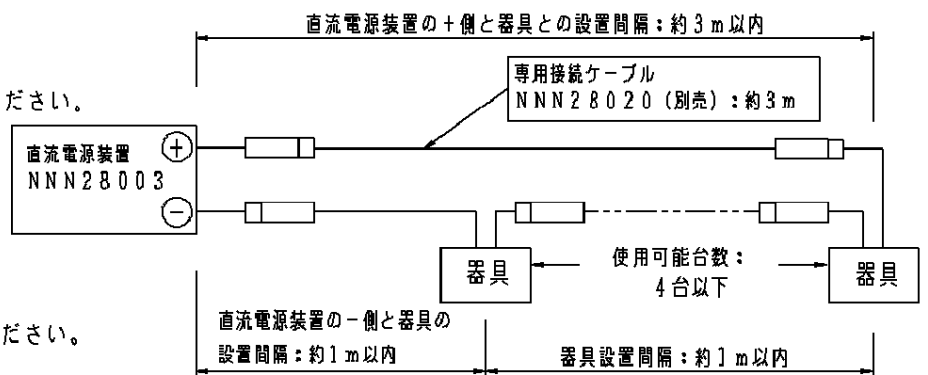 直流電源装置の+側と器具との設置間隔:約3m以内
専用接続ケーブル
NNN28020(別売):約3m
ださい。
直流電源装置
NNN28003
+
-
器具
使用可能台数:
4台以下
器具
ださい。
直流電源装置の-側と器具の
設置間隔:約1m以内
器具設置間隔:約1m以内